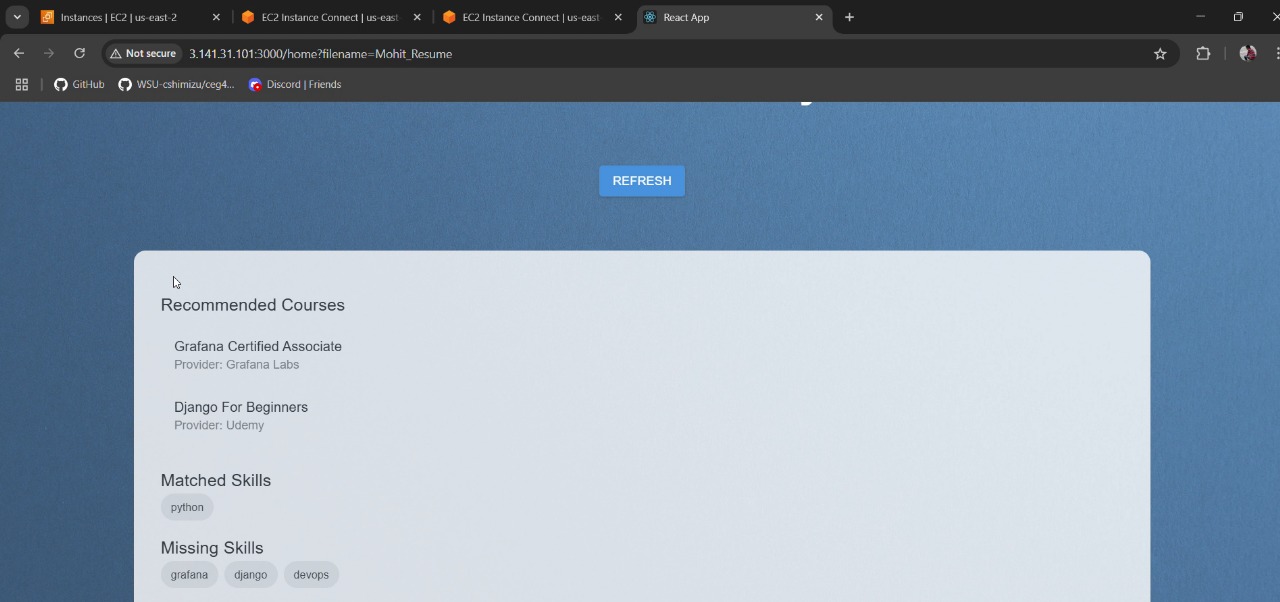 Instances | EC2 | us-east-2
EC2 Instance Connect | us-east-
EC2 Instance Connect | us-east-
React App
Not secure
3.141.31.101:3000/home?filename=Mohit_Resume
GitHub
WSU-cshimizu/ceg4...
Discord | Friends
REFRESH
Recommended Courses
Grafana Certified Associate
Provider: Grafana Labs
Django For Beginners
Provider: Udemy
Matched Skills
python
Missing Skills
grafana django devops